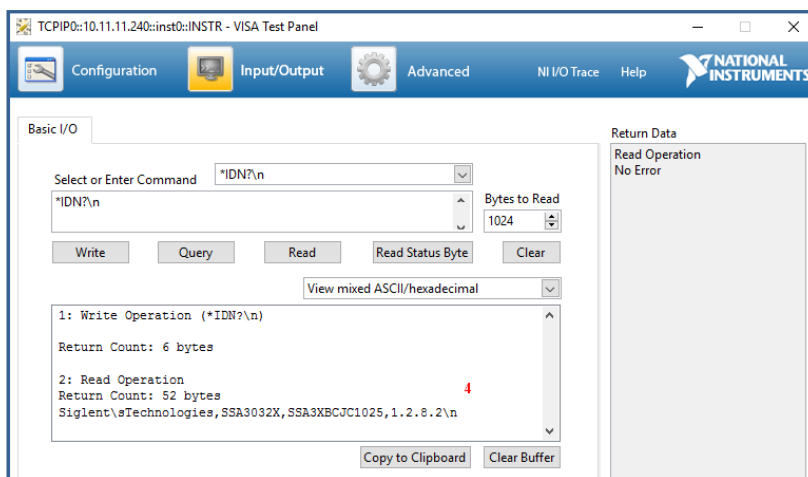 TCPIP0::10.11.11.240::inst0::INSTR - VISA Test Panel
Configuration Input/Output Advanced NI I/O Trace Help NATIONAL INSTRUMENTS
Basic I/O
Return Data
Read Operation
No Error
Select or Enter Command *IDN?\n
*IDN?\n
Bytes to Read
1024
Write Query Read Read Status Byte Clear
View mixed ASCII/hexadecimal
1: Write Operation (*IDN?\n)
Return Count: 6 bytes
2: Read Operation
4
Return Count: 52 bytes
Siglent\sTechnologies,SSA3032X,SSA3XBCJC1025,1.2.8.2\n
Copy to Clipboard Clear Buffer